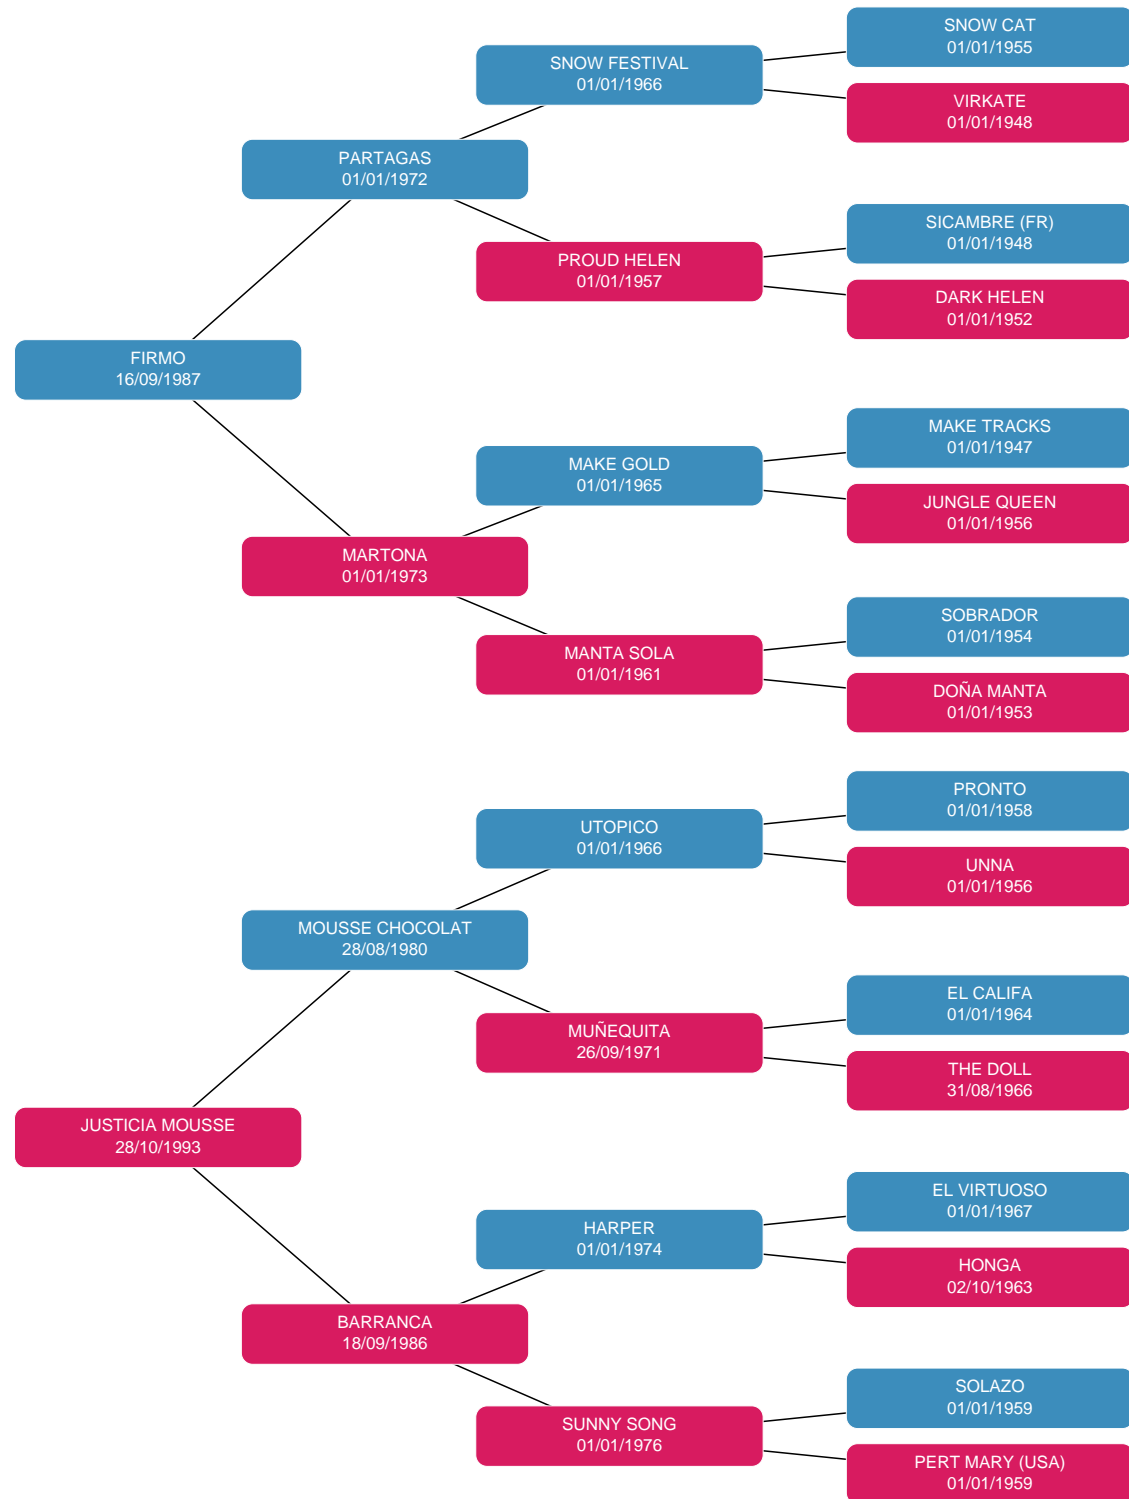 SNOW CAT
01/01/1955
SNOW FESTIVAL
01/01/1966
VIRKATE
01/01/1948
PARTAGAS
01/01/1972
SICAMBRE (FR)
01/01/1948
PROUD HELEN
01/01/1957
DARK HELEN
01/01/1952
FIRMO
16/09/1987
MAKE TRACKS
01/01/1947
MAKE GOLD
01/01/1965
JUNGLE QUEEN
01/01/1956
MARTONA
01/01/1973
SOBRADOR
01/01/1954
MANTA SOLA
01/01/1961
DOÑA MANTA
01/01/1953
PRONTO
01/01/1958
UTOPICO
01/01/1966
UNNA
01/01/1956
MOUSSE CHOCOLAT
28/08/1980
EL CALIFA
01/01/1964
MUÑEQUITA
26/09/1971
THE DOLL
31/08/1966
JUSTICIA MOUSSE
28/10/1993
EL VIRTUOSO
01/01/1967
HARPER
01/01/1974
HONGA
02/10/1963
BARRANCA
18/09/1986
SOLAZO
01/01/1959
SUNNY SONG
01/01/1976
PERT MARY (USA)
01/01/1959